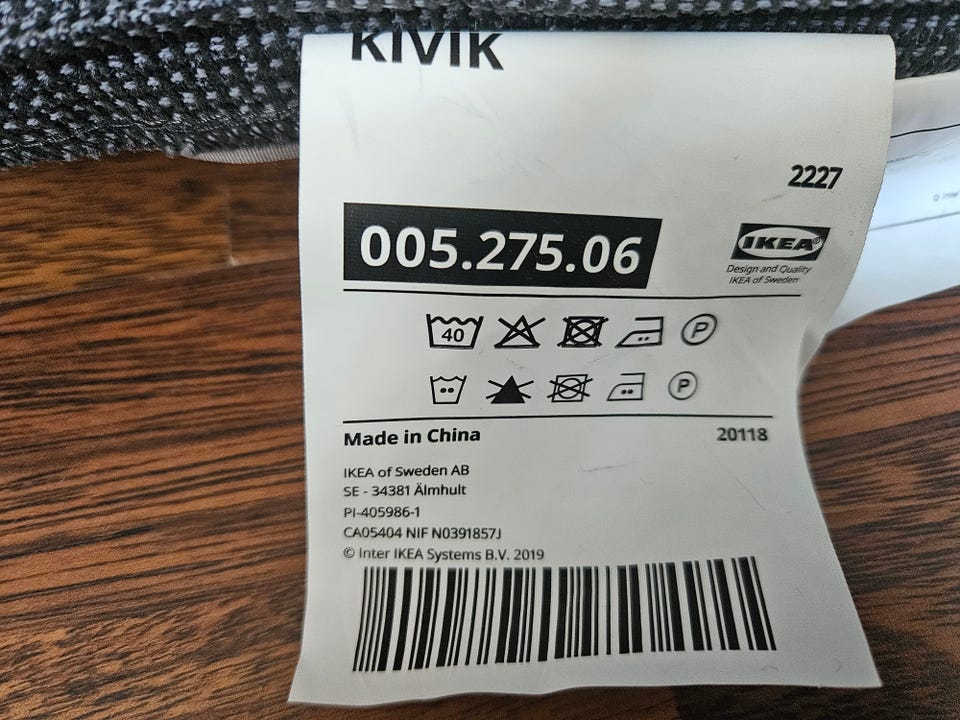 KIVIK
2227
005.275.06
IKEA®
Design and Quality
IKEA of Sweden
40
P
P
Made in China
20118
IKEA of Sweden AB
SE - 34381 Älmhult
PI-405986-1
CA05404 NIF N0391857J
© Inter IKEA Systems B.V. 2019